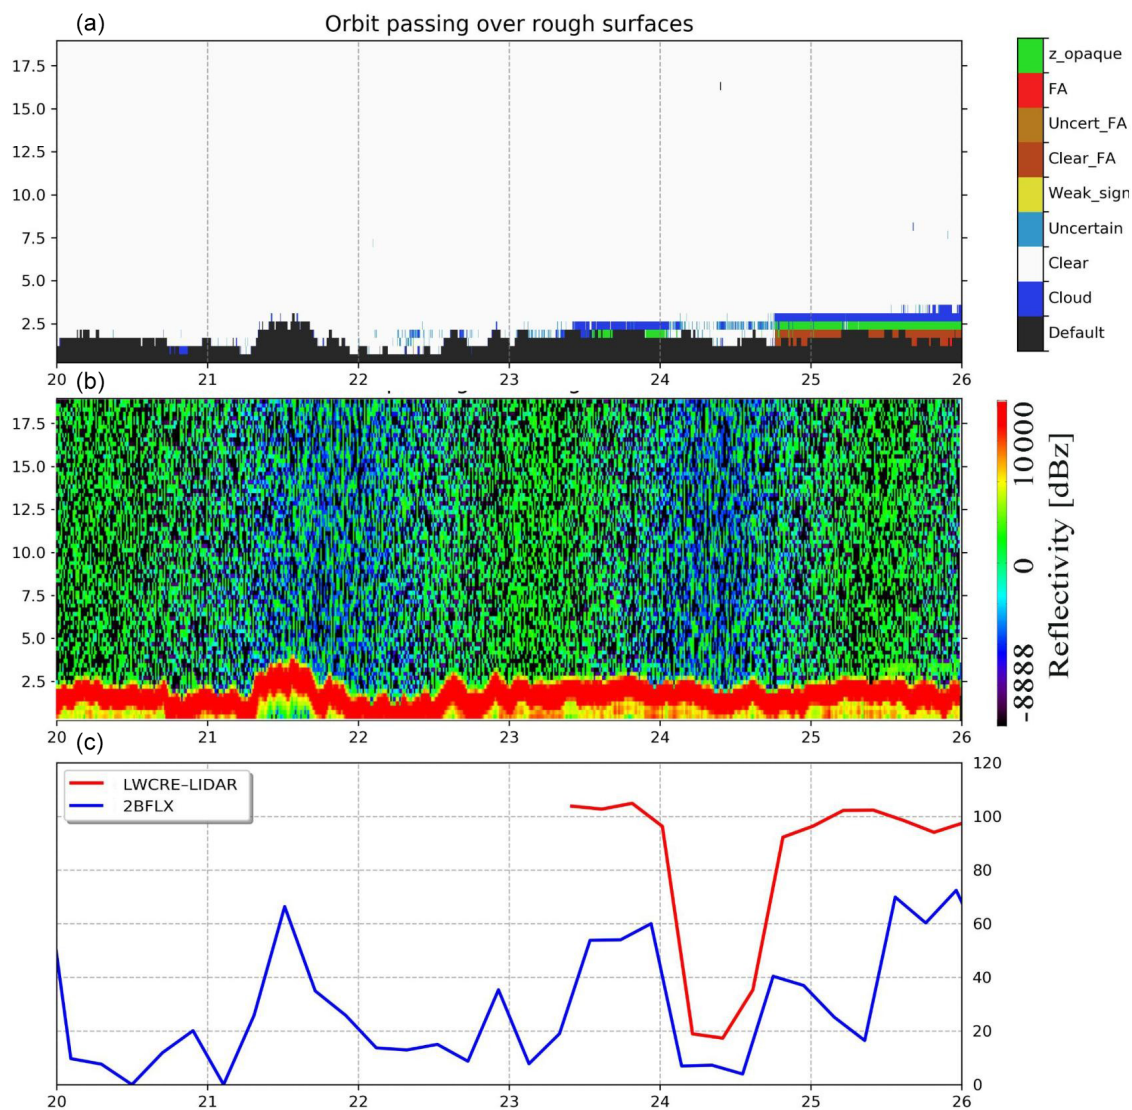 (a)
Orbit passing over rough surfaces
17.5
15.0
12.5
10.0
7.5
5.0
2.5
20 21 22 23 24 25 26
z_opaque
FA
Uncert_FA
Clear_FA
Weak_sign
Uncertain
Clear
Cloud
Default
(b)
17.5
15.0
12.5
10.0
7.5
5.0
2.5
20 21 22 23 24 25 26
-8888 0 10000
Reflectivity [dBz]
(c)
LWCRE–LIDAR
2BFLX
120
100
80
60
40
20
0
20 21 22 23 24 25 26